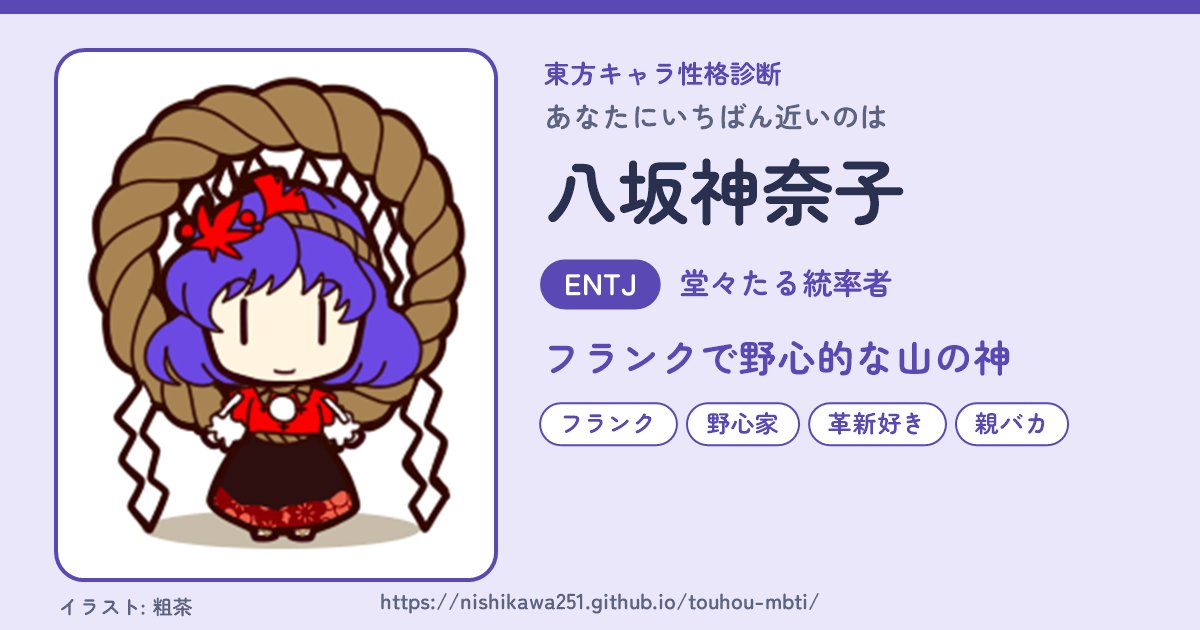 東方キャラ性格診断
あなたにいちばん近いのは
八坂神奈子
ENTJ 堂々たる統率者
フランクで野心的な山の神
フランク 野心家 革新好き 親バカ
イラスト: 粗茶
https://nishikawa251.github.io/touhou-mbti/